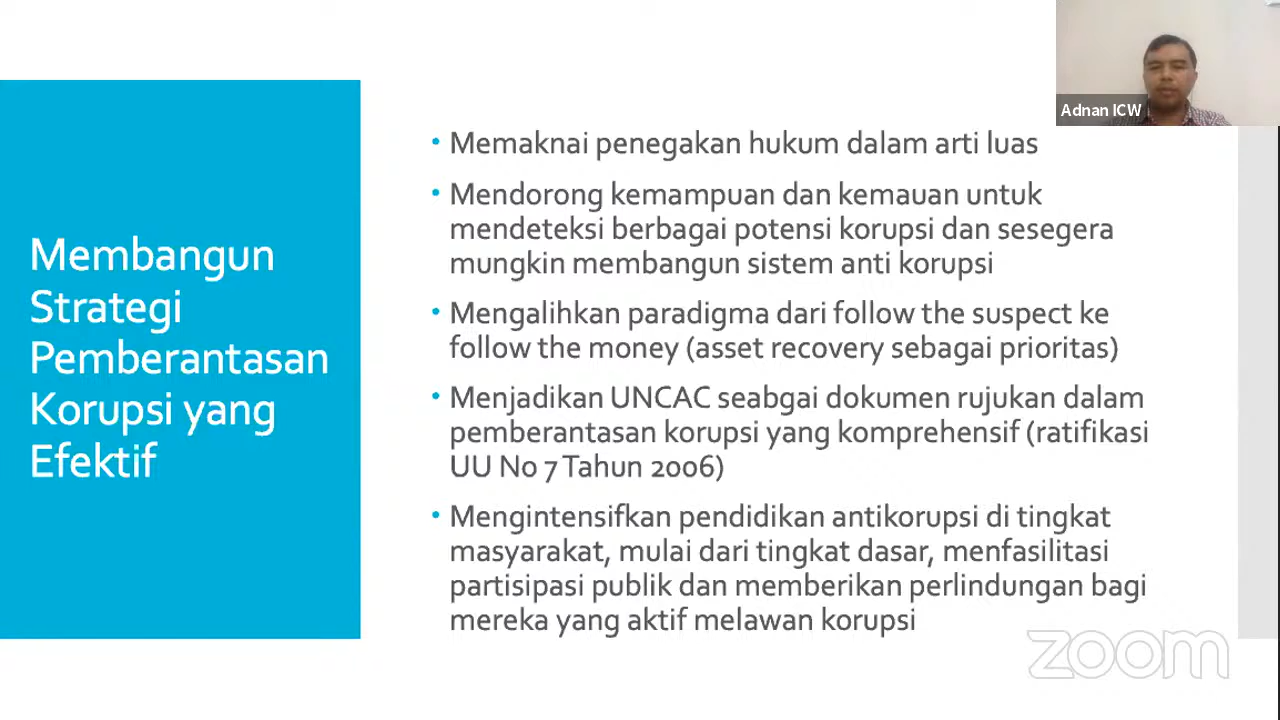 Adnan ICW
Membangun
Strategi
Pemberantasan
Korupsi yang
Efektif
• Memaknai penegakan hukum dalam arti luas
• Mendorong kemampuan dan kemauan untuk
mendeteksi berbagai potensi korupsi dan sesegera
mungkin membangun sistem anti korupsi
• Mengalihkan paradigma dari follow the suspect ke
follow the money (asset recovery sebagai prioritas)
• Menjadikan UNCAC seabgai dokumen rujukan dalam
pemberantasan korupsi yang komprehensif (ratifikasi
UU No 7 Tahun 2006)
• Mengintensifkan pendidikan antikorupsi di tingkat
masyarakat, mulai dari tingkat dasar, menfasilitasi
partisipasi publik dan memberikan perlindungan bagi
mereka yang aktif melawan korupsi
zoom